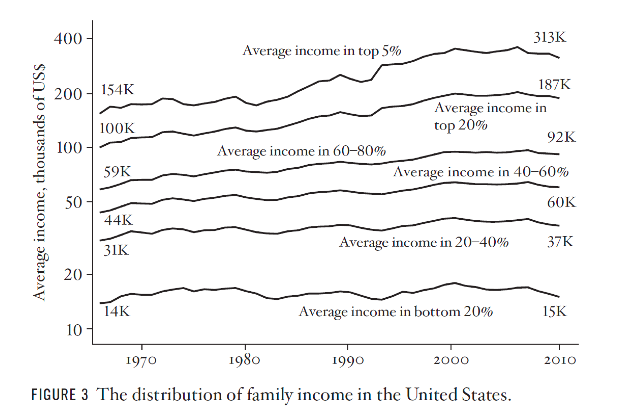 Average income, thousands of US$
400
200
100
50
20
10
313K
Average income in top 5%
154K
187K
100K
Average income in
top 20%
92K
Average income in 60–80%
59K
Average income in 40–60%
60K
44K
31K
Average income in 20–40%
37K
14K
Average income in bottom 20%
15K
1970
1980
1990
2000
2010
FIGURE 3 The distribution of family income in the United States.